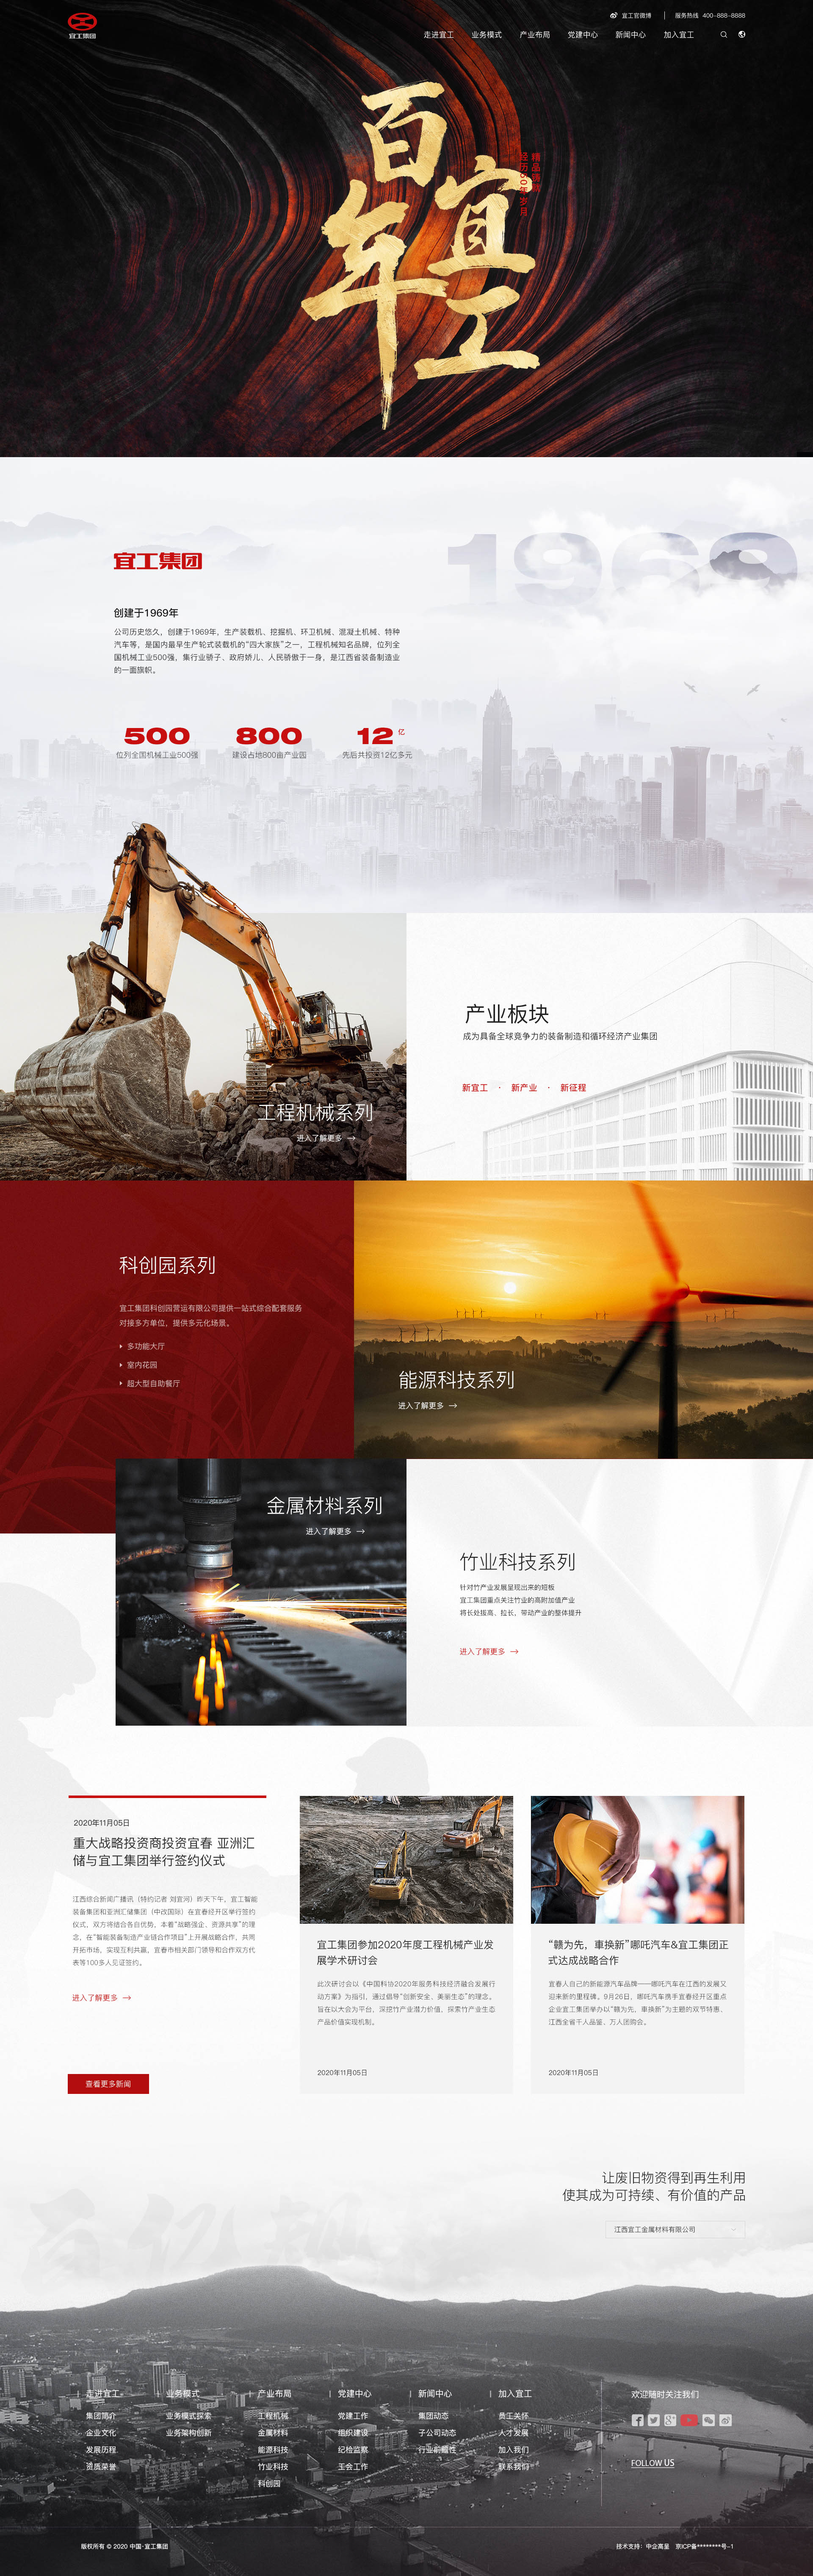 宜工集团
宜工官微博
服务热线 400-888-8888
走进宜工 业务模式 产业布局 党建中心 新闻中心 加入宜工
百年
宜工
精品
经历50年岁月
1969
宜工集团
创建于1969年
公司历史悠久，创建于1969年，生产装载机、挖掘机、环卫机械、混凝土机械、特种
汽车等，是国内最早生产轮式装载机的“四大家族”之一，工程机械知名品牌，位列全
国机械工业500强，集行业骄子、政府娇儿、人民骄傲于一身，是江西省装备制造业
的一面旗帜。
500 800 12 亿
位列全国机械工业500强 建设占地800亩产业园 先后共投资12亿多元
工程机械系列
进入了解更多
产业板块
成为具备全球竞争力的装备制造和循环经济产业集团
新宜工 · 新产业 · 新征程
科创园系列
宜工集团科创园营运有限公司提供一站式综合配套服务
对接多方单位，提供多元化场景。
多功能大厅
室内花园
超大型自助餐厅
能源科技系列
进入了解更多
金属材料系列
进入了解更多
竹业科技系列
针对竹产业发展呈现出来的短板
宜工集团重点关注竹业的高附加值产业
将长处拔高、拉长，带动产业的整体提升
进入了解更多
2020年11月05日
重大战略投资商投资宜春 亚洲汇
储与宜工集团举行签约仪式
江西综合新闻广播讯（特约记者 刘宜河）昨天下午，宜工智能
装备集团和亚洲汇储集团（中改国际）在宜春经开区举行签约
仪式，双方将结合各自优势，本着“战略强企、资源共享”的理
念，在“智能装备制造产业链合作项目”上开展战略合作，共同
开拓市场，实现互利共赢，宜春市相关部门领导和合作双方代
表等100多人见证签约。
进入了解更多
查看更多新闻
宜工集团参加2020年度工程机械产业发
展学术研讨会
此次研讨会以《中国科协2020年服务科技经济融合发展行
动方案》为指引，通过倡导“创新安全、美丽生态”的理念。
旨在以大会为平台，深挖竹产业潜力价值，探索竹产业生态
产品价值实现机制。
2020年11月05日
“赣为先，車换新”哪吒汽车&宜工集团正
式达成战略合作
宜春人自己的新能源汽车品牌——哪吒汽车在江西的发展又
迎来新的里程碑。9月26日，哪吒汽车携手宜春经开区重点
企业宜工集团举办以“赣为先，車换新”为主题的双节特惠、
江西全省千人品鉴、万人团购会。
2020年11月05日
让废旧物资得到再生利用
使其成为可持续、有价值的产品
江西宜工金属材料有限公司
走进宜工
集团简介
企业文化
发展历程
资质荣誉
业务模式
业务模式探索
业务架构创新
产业布局
工程机械
金属材料
能源科技
竹业科技
科创园
党建中心
党建工作
组织建设
纪检监察
工会工作
新闻中心
集团动态
子公司动态
行业前瞻性
加入宜工
员工关怀
人才发展
加入我们
联系我们
欢迎随时关注我们
FOLLOW US
版权所有 © 2020 中国·宜工集团
技术支持：中企高呈 京ICP备********号-1